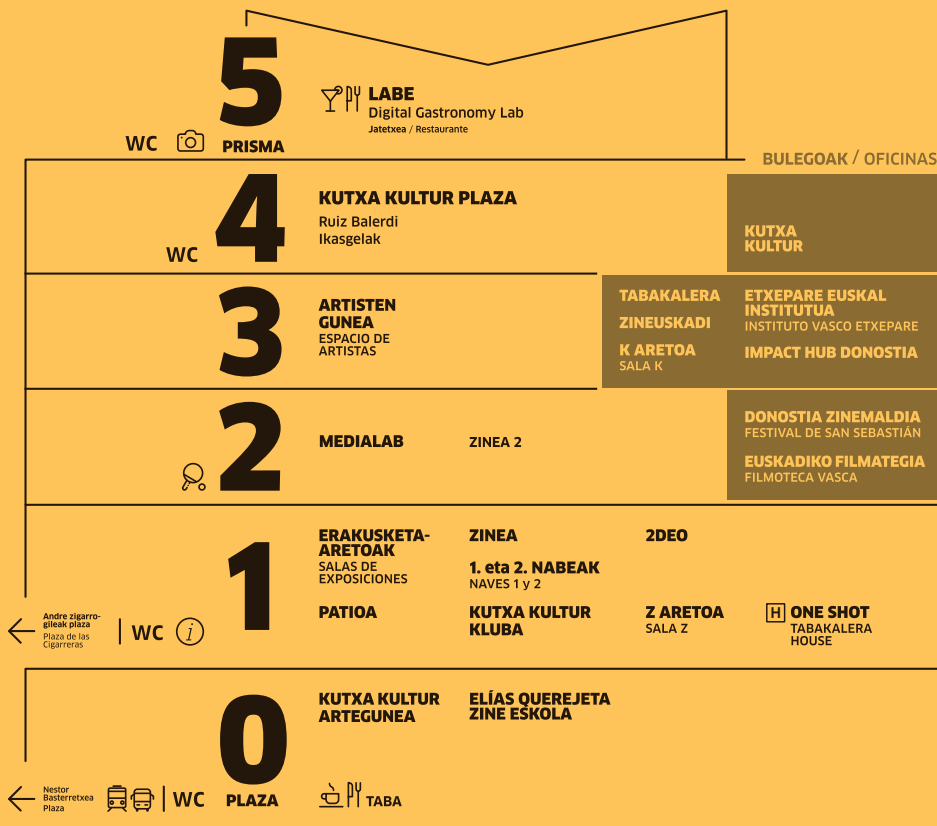 5
LABE
Digital Gastronomy Lab
Jatetxea / Restaurante
WC
PRISMA
BULEGOAK / OFICINAS
4
KUTXA KULTUR PLAZA
Ruiz Balerdi
Ikasgelak
WC
KUTXA
KULTUR
3
ARTISTEN
GUNEA
ESPACIO DE
ARTISTAS
TABAKALERA
ZINEUSKADI
K ARETOA
SALA K
ETXEPARE EUSKAL
INSTITUTUA
INSTITUTO VASCO ETXEPARE
IMPACT HUB DONOSTIA
2
MEDIALAB
ZINEA 2
DONOSTIA ZINEMALDIA
FESTIVAL DE SAN SEBASTIÁN
EUSKADIKO FILMATEGIA
FILMOTECA VASCA
1
ERAKUSKETA-
ARETOAK
SALAS DE
EXPOSICIONES
PATIOA
ZINEA
1. eta 2. NABEAK
NAVES 1 y 2
KUTXA KULTUR
KLUBA
2DEO
Z ARETOA
SALA Z
H ONE SHOT
TABAKALERA
HOUSE
Andre zigarro-
gileak plaza
Plaza de las
Cigarreras
WC
i
0
KUTXA KULTUR
ARTEGUNEA
ELÍAS QUEREJETA
ZINE ESKOLA
Nestor
Basterretxea
Plaza
WC
PLAZA
TABA